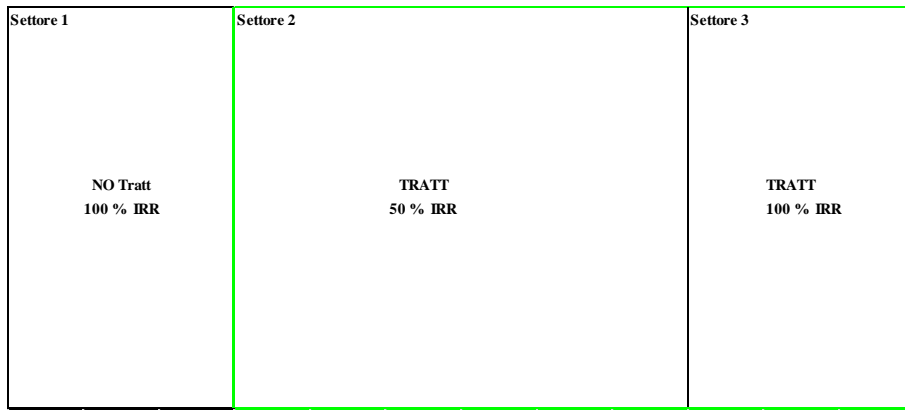 Settore 1
Settore 2
Settore 3
NO Tratt
100 % IRR
TRATT
50 % IRR
TRATT
100 % IRR